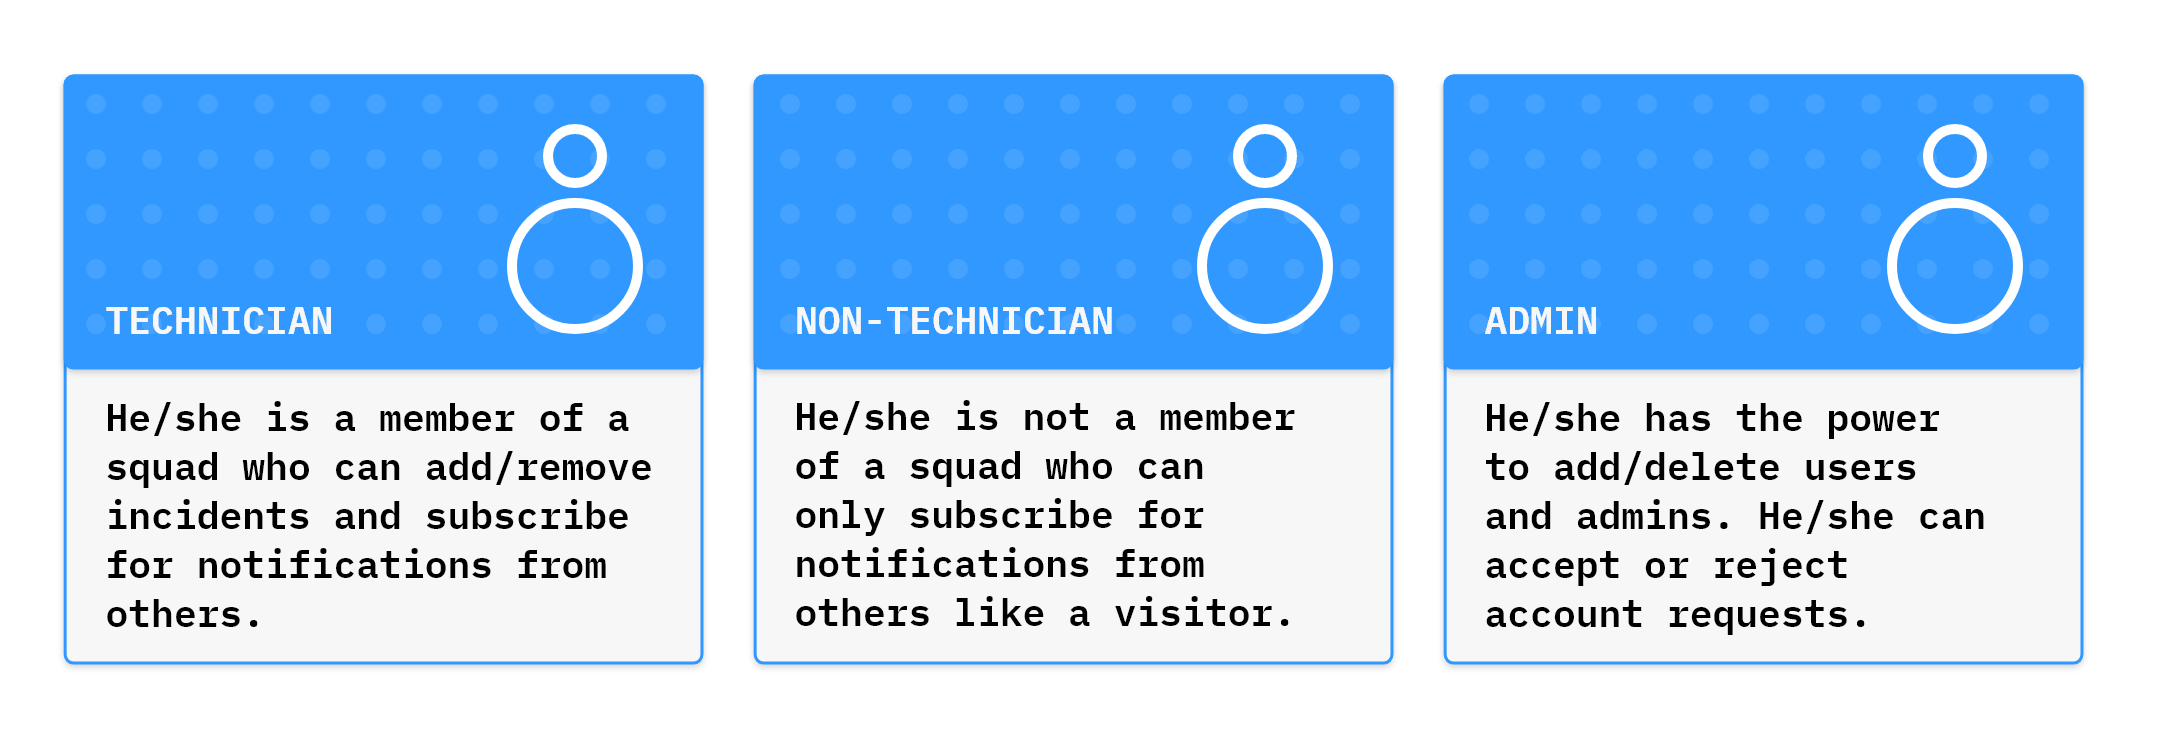 TECHNICIAN
He/she is a member of a
squad who can add/remove
incidents and subscribe
for notifications from
others.
NON-TECHNICIAN
He/she is not a member
of a squad who can
only subscribe for
notifications from
others like a visitor.
ADMIN
He/she has the power
to add/delete users
and admins. He/she can
accept or reject
account requests.